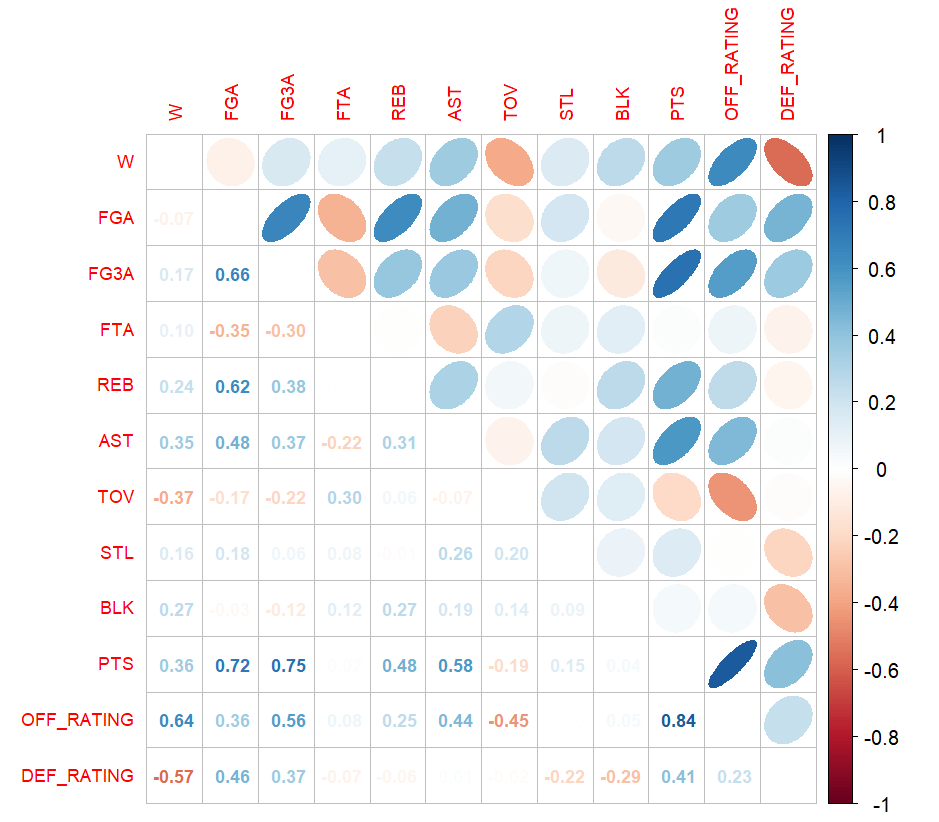 W FGA FG3A FTA REB AST TOV STL BLK PTS OFF_RATING DEF_RATING
W
FGA -0.07
FG3A 0.17 0.66
FTA 0.10 -0.35 -0.30
REB 0.24 0.62 0.38
AST 0.35 0.48 0.37 -0.22 0.31
TOV -0.37 -0.17 -0.22 0.30 0.06 -0.07
STL 0.16 0.18 0.06 0.08 0.26 0.20
BLK 0.27 -0.03 -0.12 0.12 0.27 0.19 0.14 0.09
PTS 0.36 0.72 0.75 0.48 0.58 -0.19 0.15 0.04
OFF_RATING 0.64 0.36 0.56 0.08 0.25 0.44 -0.45 0.05 0.84
DEF_RATING -0.57 0.46 0.37 -0.07 -0.06 -0.22 -0.29 0.41 0.23
1
0.8
0.6
0.4
0.2
0
-0.2
-0.4
-0.6
-0.8
-1